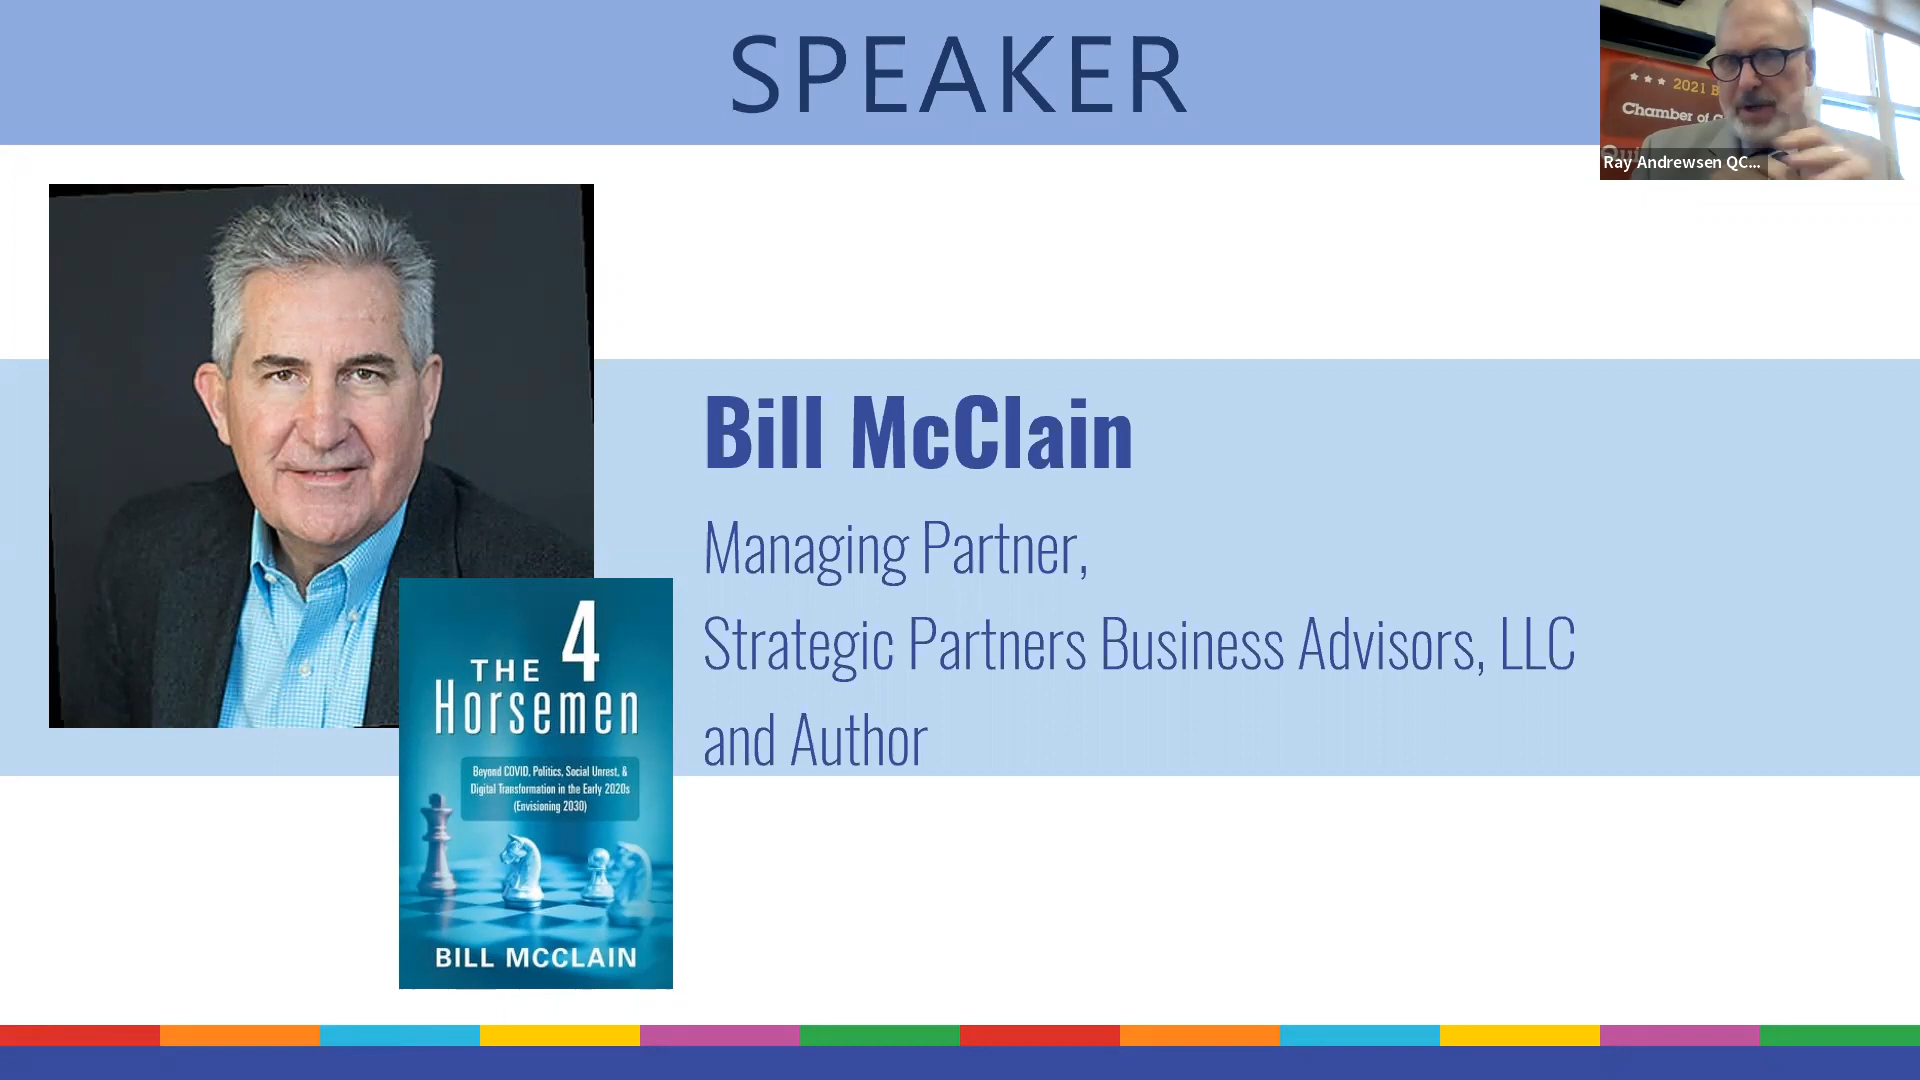 SPEAKER
★★★ 2021 B
Chamber of C
Qui
Ray Andrewsen QC...
Bill McClain
Managing Partner,
Strategic Partners Business Advisors, LLC
and Author
THE 4
Horsemen
Beyond COVID, Politics, Social Unrest, &
Digital Transformation in the Early 2020s
(Envisioning 2030)
BILL MCCLAIN